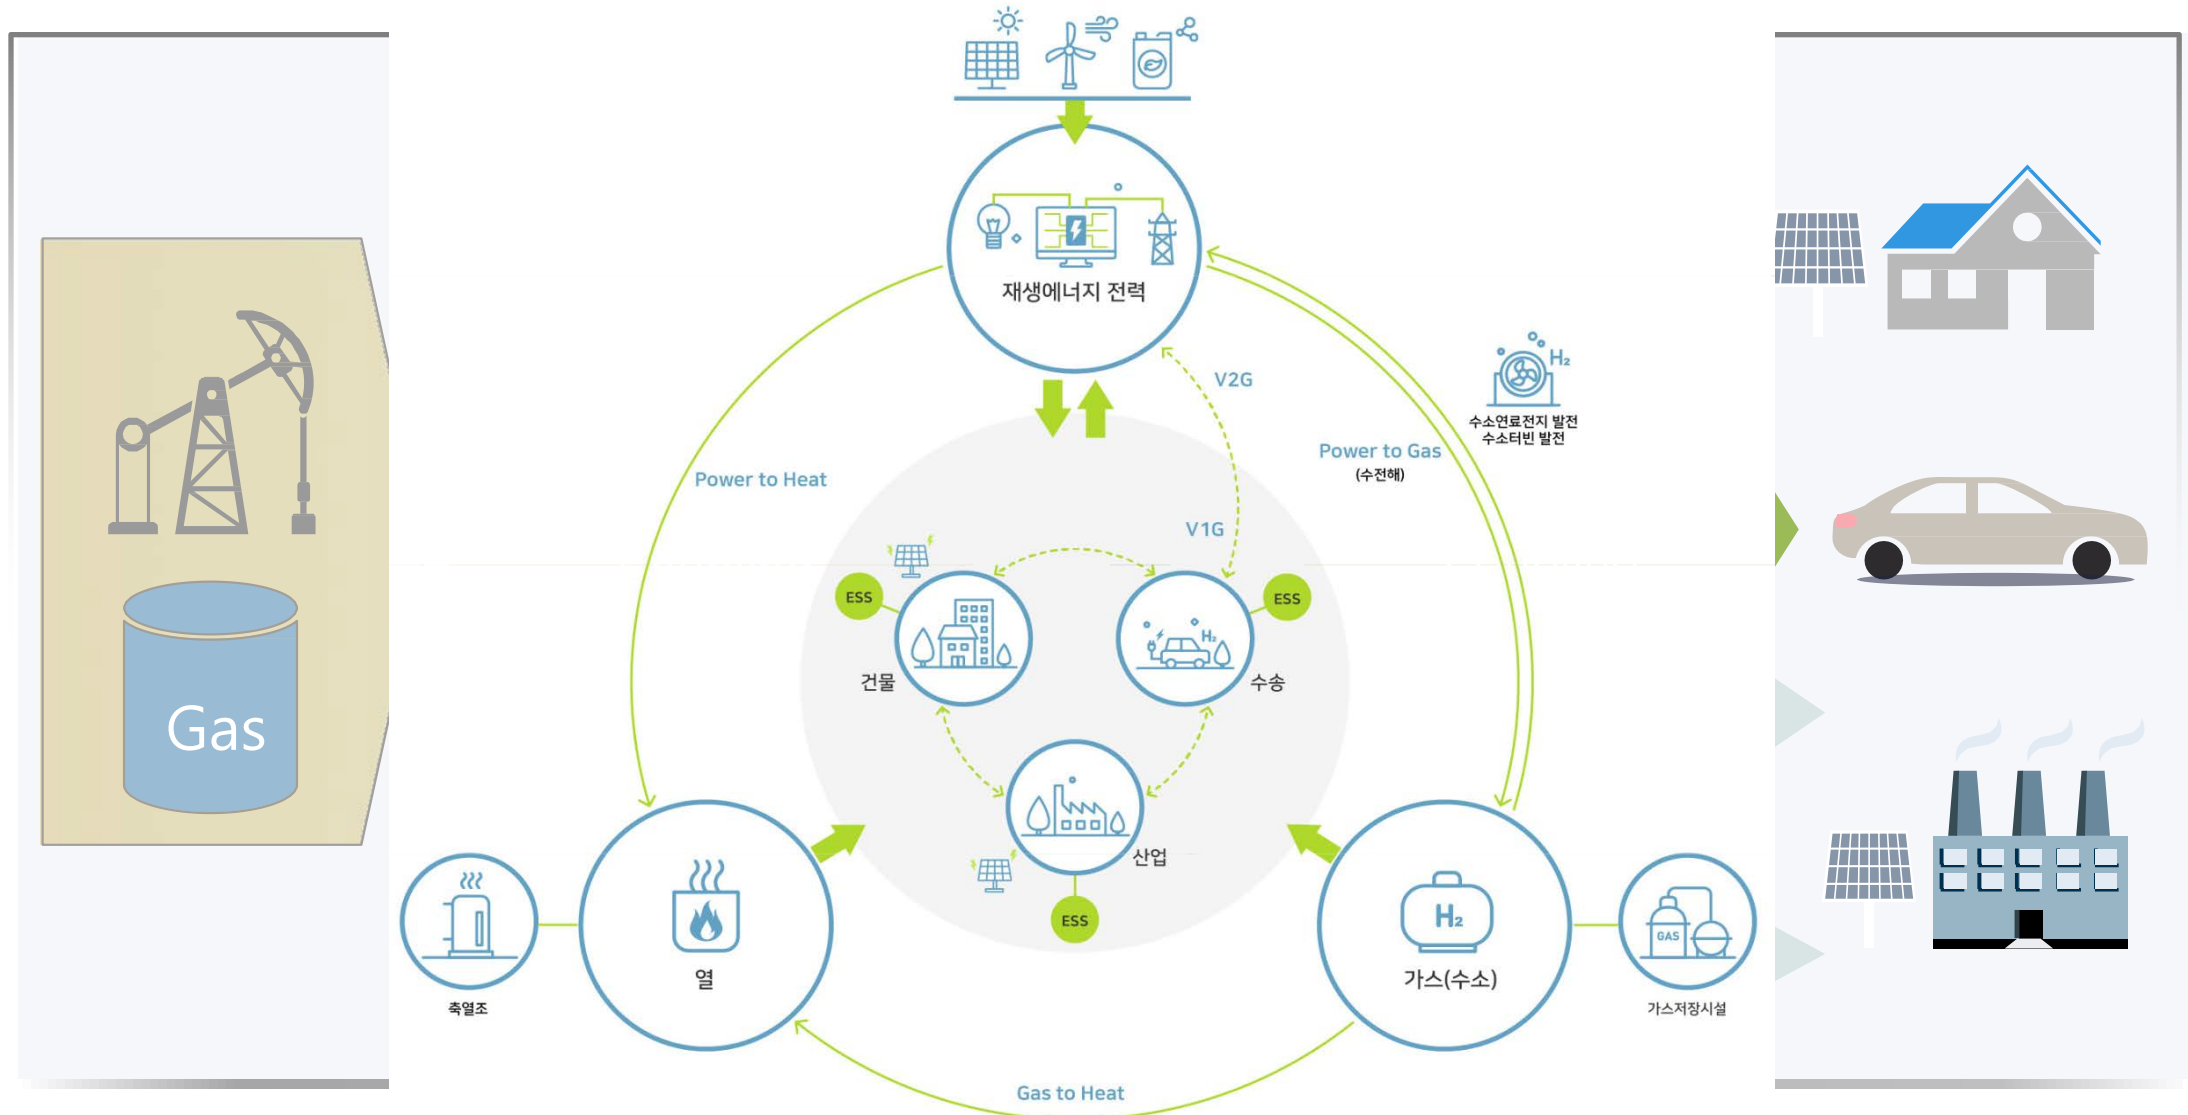 재생에너지 전력
V2G
H₂
수소연료전지 발전
수소터빈 발전
Power to Gas
(수전해)
Power to Heat
V1G
ESS
ESS
H₂
건물
수송
Gas
산업
ESS
H₂
GAS
열
가스(수소)
축열조
가스저장시설
Gas to Heat